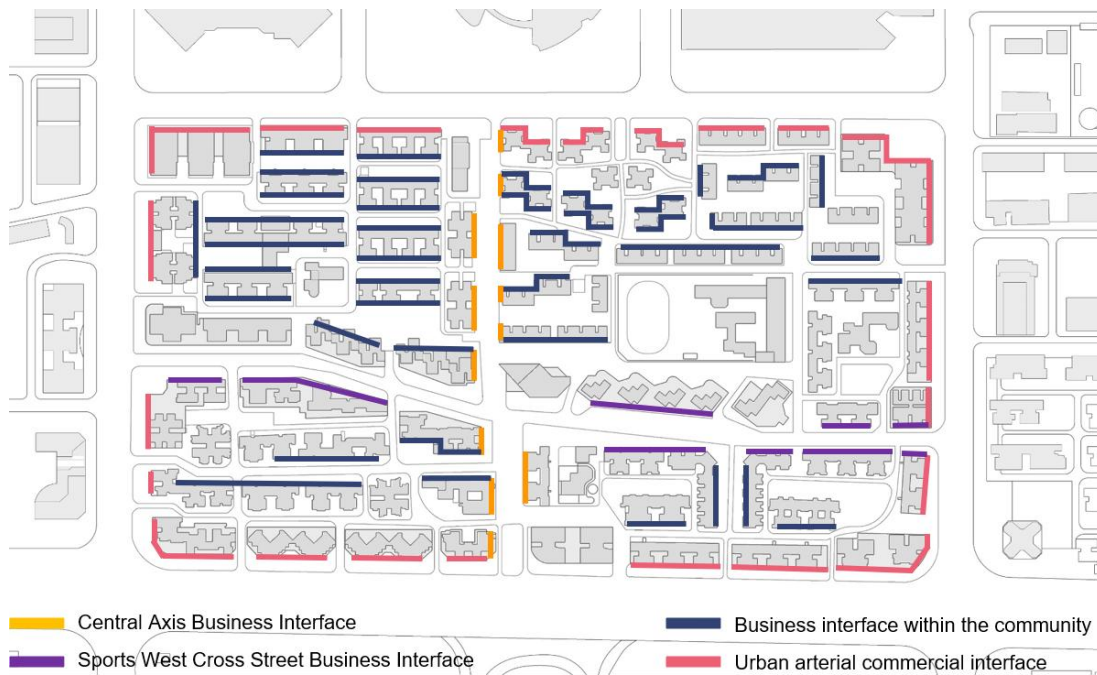 Central Axis Business Interface
Business interface within the community
Sports West Cross Street Business Interface
Urban arterial commercial interface